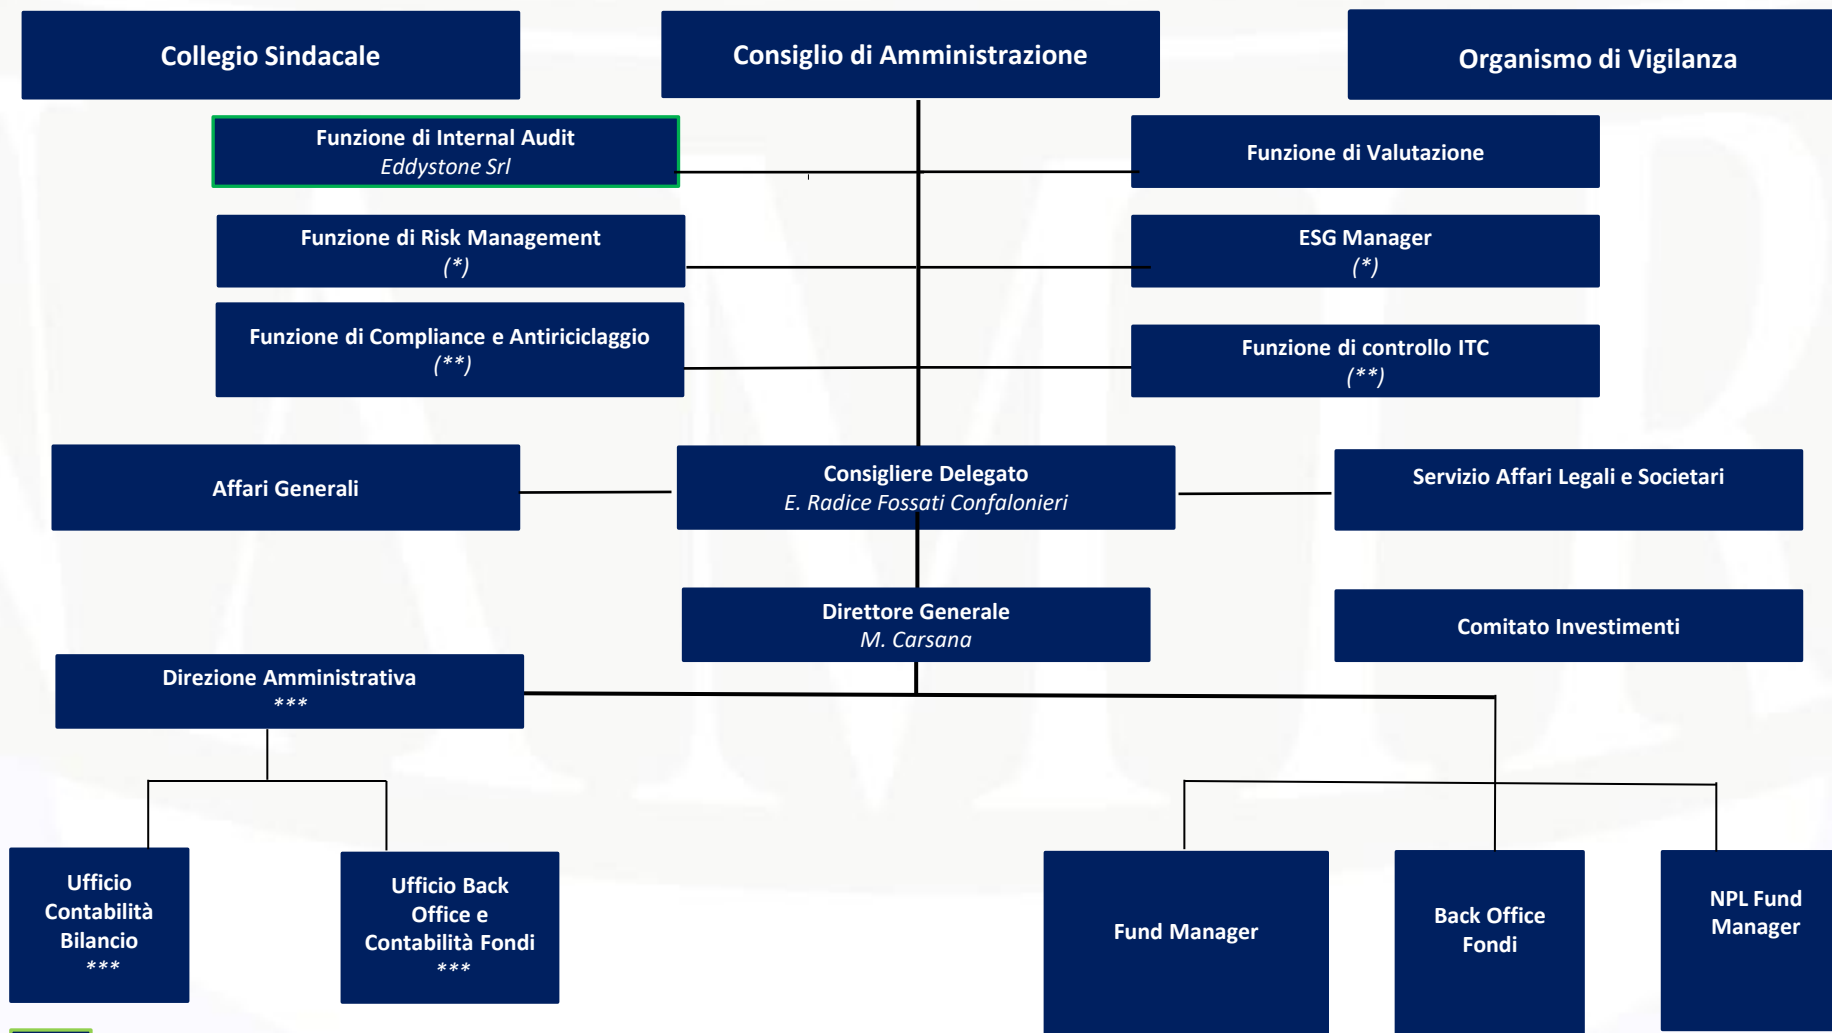 Collegio Sindacale
Consiglio di Amministrazione
Organismo di Vigilanza
Funzione di Internal Audit
Eddystone Srl
Funzione di Valutazione
Funzione di Risk Management
(*)
ESG Manager
(*)
Funzione di Compliance e Antiriciclaggio
(**)
Funzione di controllo ITC
(**)
Affari Generali
Consigliere Delegato
E. Radice Fossati Confalonieri
Servizio Affari Legali e Societari
Direttore Generale
M. Carsana
Comitato Investimenti
Direzione Amministrativa
***
Ufficio
Contabilità
Bilancio
***
Ufficio Back
Office e
Contabilità Fondi
***
Fund Manager
Back Office
Fondi
NPL Fund
Manager
AMIR